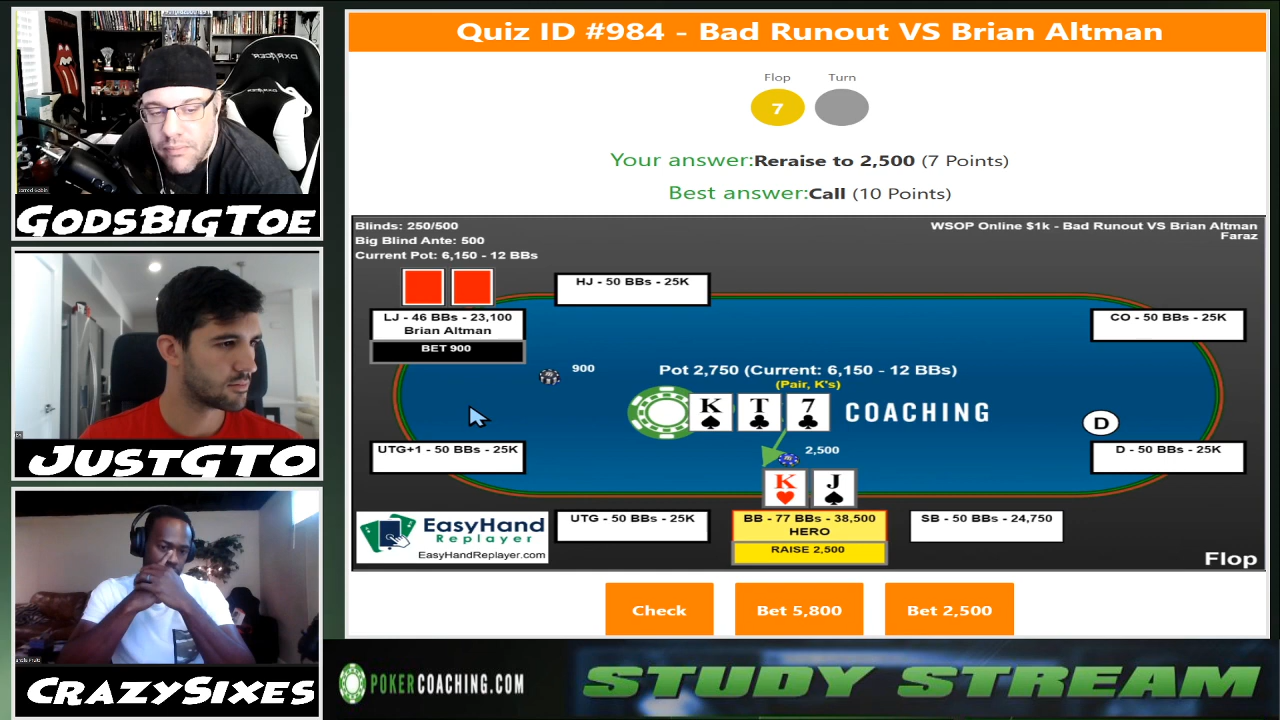 Quiz ID #984 - Bad Runout VS Brian Altman
Flop
Turn
7
Your answer:Reraise to 2,500 (7 Points)
Best answer:Call (10 Points)
Blinds: 250/500
Big Blind Ante: 500
Current Pot: 6,150 - 12 BBs
WSOP Online $1k - Bad Runout VS Brian Altman
Faraz
HJ - 50 BBs - 25K
LJ - 46 BBs - 23,100
Brian Altman
BET 900
CO - 50 BBs - 25K
900
Pot 2,750 (Current: 6,150 - 12 BBs)
(Pair, K's)
K T 7
COACHING
D
UTG+1 - 50 BBs - 25K
2,500
D - 50 BBs - 25K
K J
EasyHand
Replayer
EasyHandReplayer.com
UTG - 50 BBs - 25K
BB - 77 BBs - 38,500
HERO
RAISE 2,500
SB - 50 BBs - 24,750
Flop
Check
Bet 5,800
Bet 2,500
GODSBIGTOE
JUSTGTO
CRAZYSIXES
DXRACER
POKERCOACHING.COM
STUDY STREAM